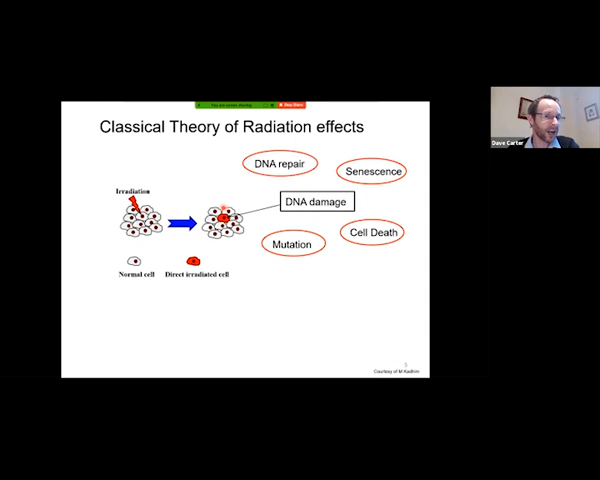 Stop Share
Dave Carter
Classical Theory of Radiation effects
DNA repair
Senescence
Irradiation
DNA damage
Mutation
Cell Death
Normal cell
Direct irradiated cell
5
Courtesy of M Kadhim